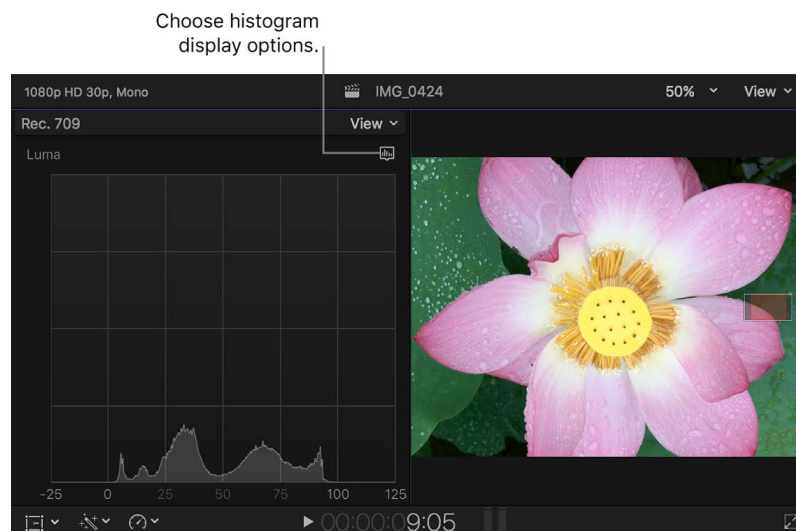 Choose histogram
display options.
1080p HD 30p, Mono
IMG_0424
50%
View
Rec. 709
View
Luma
-25 0 25 50 75 100 125
00:00:09:05